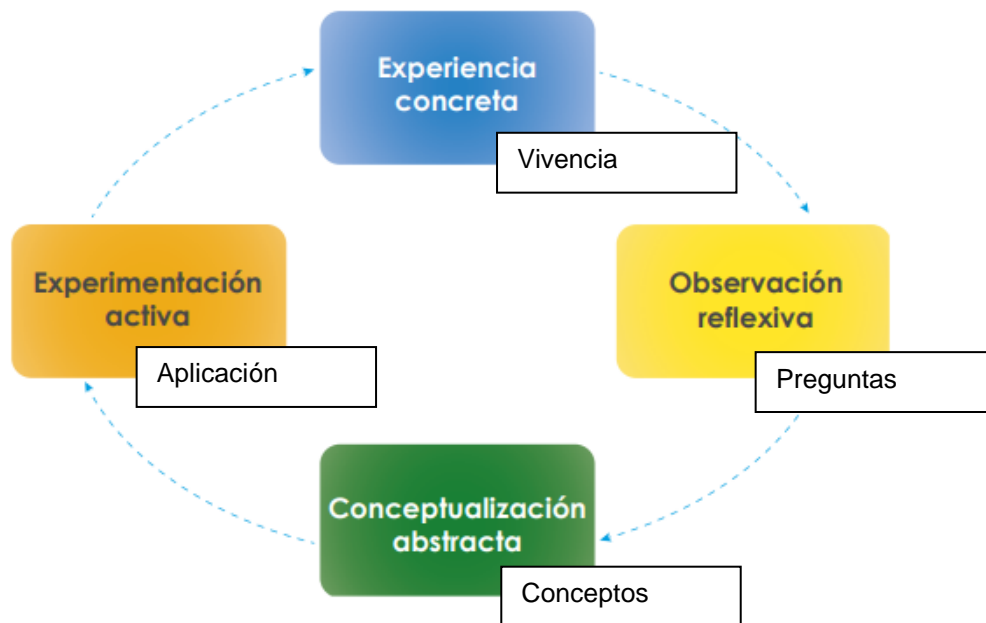 Experiencia
concreta
Vivencia
Experimentación
activa
Aplicación
Observación
reflexiva
Preguntas
Conceptualización
abstracta
Conceptos